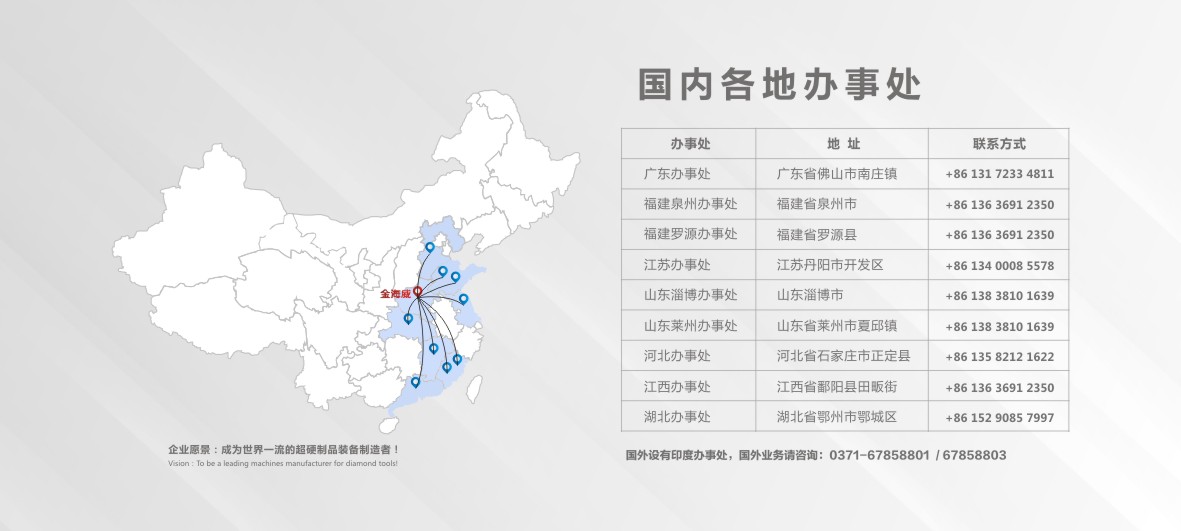 国内各地办事处
办事处 地 址 联系方式
广东办事处 广东省佛山市南庄镇 +86 131 7233 4811
福建泉州办事处 福建省泉州市 +86 136 3691 2350
福建罗源办事处 福建省罗源县 +86 136 3691 2350
江苏办事处 江苏丹阳市开发区 +86 134 0008 5578
山东淄博办事处 山东淄博市 +86 138 3810 1639
山东莱州办事处 山东省莱州市夏邱镇 +86 138 3810 1639
河北办事处 河北省石家庄市正定县 +86 135 8212 1622
江西办事处 江西省鄱阳县田畈街 +86 136 3691 2350
湖北办事处 湖北省鄂州市鄂城区 +86 152 9085 7997
国外设有印度办事处，国外业务请咨询：0371-67858801 / 67858803
金海威
企业愿景：成为世界一流的超硬制品装备制造者！
Vision : To be a leading machines manufacturer for diamond tools!